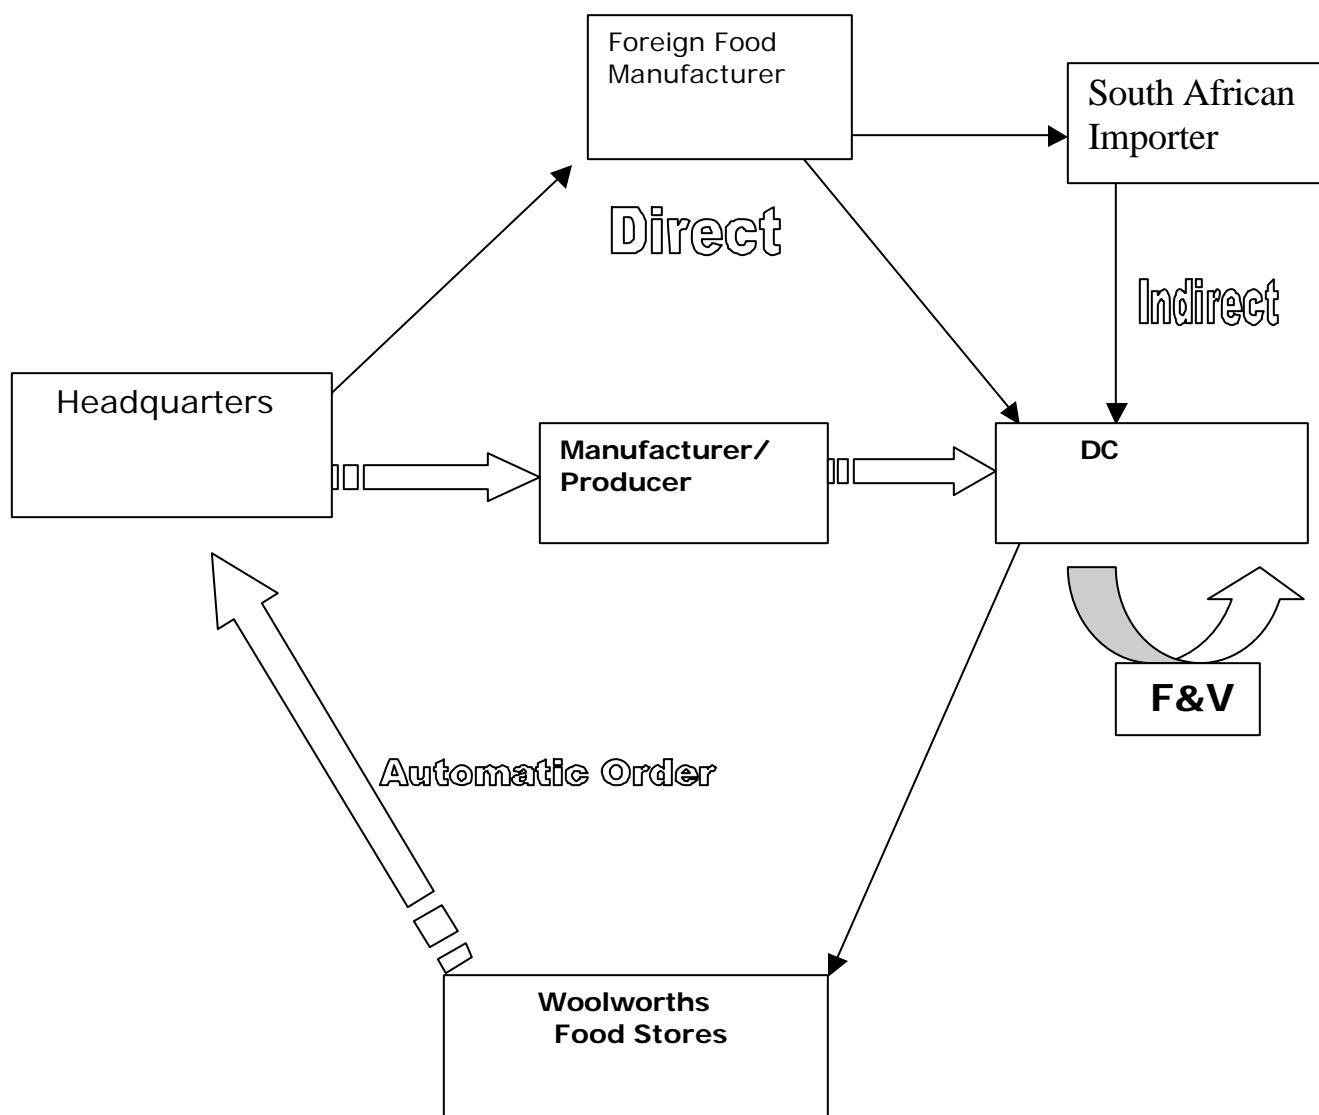 Foreign Food
Manufacturer
South African
Importer
Direct
Indirect
Headquarters
Manufacturer/
Producer
DC
F&V
Automatic Order
Woolworths
Food Stores